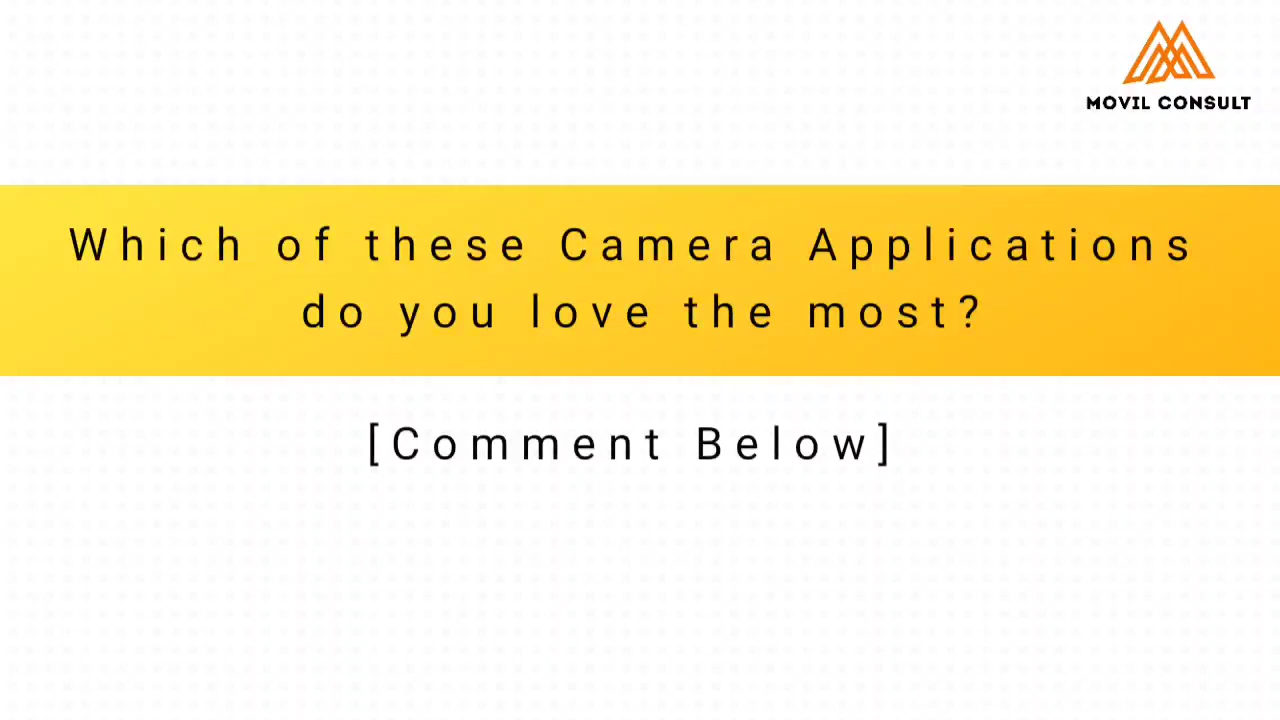 MOVIL CONSULT
Which of these Camera Applications
do you love the most?
[Comment Below]